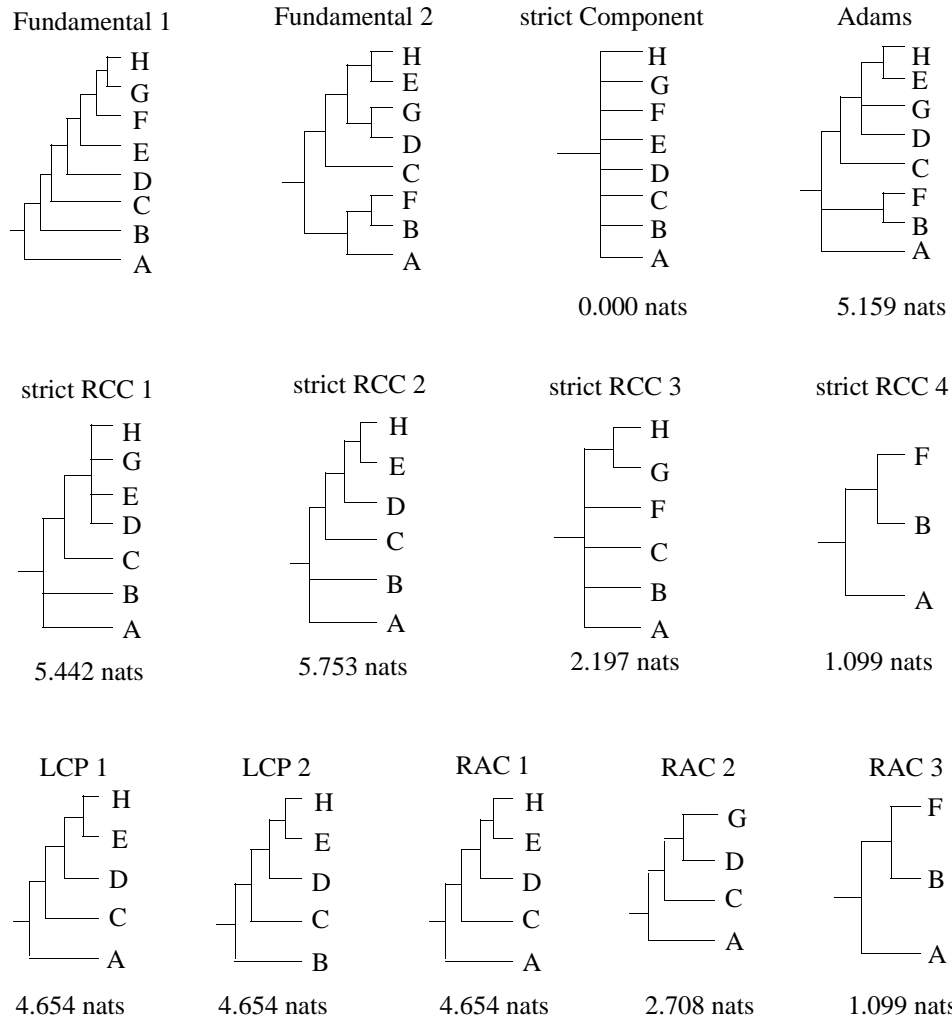 Fundamental 1
H
G
F
E
D
C
B
A
Fundamental 2
H
E
G
D
C
F
B
A
strict Component
H
G
F
E
D
C
B
A
0.000 nats
Adams
H
E
G
D
C
F
B
A
5.159 nats
strict RCC 1
H
G
E
D
C
B
A
5.442 nats
strict RCC 2
H
E
D
C
B
A
5.753 nats
strict RCC 3
H
G
F
C
B
A
2.197 nats
strict RCC 4
F
B
A
1.099 nats
LCP 1
H
E
D
C
A
4.654 nats
LCP 2
H
E
D
C
B
4.654 nats
RAC 1
H
E
D
C
A
4.654 nats
RAC 2
G
D
C
A
2.708 nats
RAC 3
F
B
A
1.099 nats